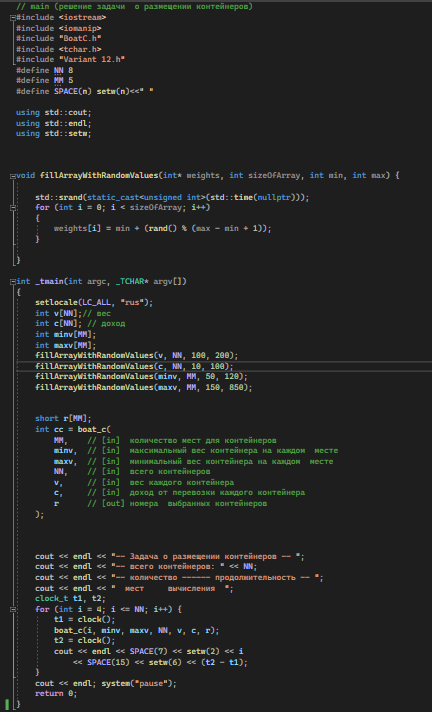 // main (решение задачи  о размещении контейнеров)
#include <iostream>
#include <iomanip>
#include "BoatC.h"
#include <tchar.h>
#include "Variant 12.h"
#define NN 8
#define MM 5
#define SPACE(n) setw(n)<<" "
using std::cout;
using std::endl;
using std::setw;
void fillArrayWithRandomValues(int* weights, int sizeOfArray, int min, int max) {
std::srand(static_cast<unsigned int>(std::time(nullptr)));
for (int i = 0; i < sizeOfArray; i++)
{
weights[i] = min + (rand() % (max - min + 1));
}
}
int _tmain(int argc, _TCHAR* argv[])
{
setlocale(LC_ALL, "rus");
int v[NN];// вес
int c[NN]; // доход
int minv[MM];
int maxv[MM];
fillArrayWithRandomValues(v, NN, 100, 200);
fillArrayWithRandomValues(c, NN, 10, 100);
fillArrayWithRandomValues(minv, MM, 50, 120);
fillArrayWithRandomValues(maxv, MM, 150, 850);
short r[MM];
int cc = boat_c(
MM,    // [in]  количество мест для контейнеров
minv,  // [in]  максимальный вес контейнера на каждом  месте
maxv,  // [in]  минимальный вес контейнера на каждом  месте
NN,    // [in]  всего контейнеров
v,     // [in]  вес каждого контейнера
c,     // [in]  доход от перевозки каждого контейнера
r      // [out] номера  выбранных контейнеров
);
cout << endl << "-- Задача о размещении контейнеров -- ";
cout << endl << "-- всего контейнеров: " << NN;
cout << endl << "-- количество ------ продолжительность -- ";
cout << endl << "  мест     вычисления  ";
clock_t t1, t2;
for (int i = 4; i <= NN; i++) {
t1 = clock();
boat_c(i, minv, maxv, NN, v, c, r);
t2 = clock();
cout << endl << SPACE(7) << setw(2) << i
<< SPACE(15) << setw(6) << (t2 - t1);
}
cout << endl; system("pause");
return 0;
}